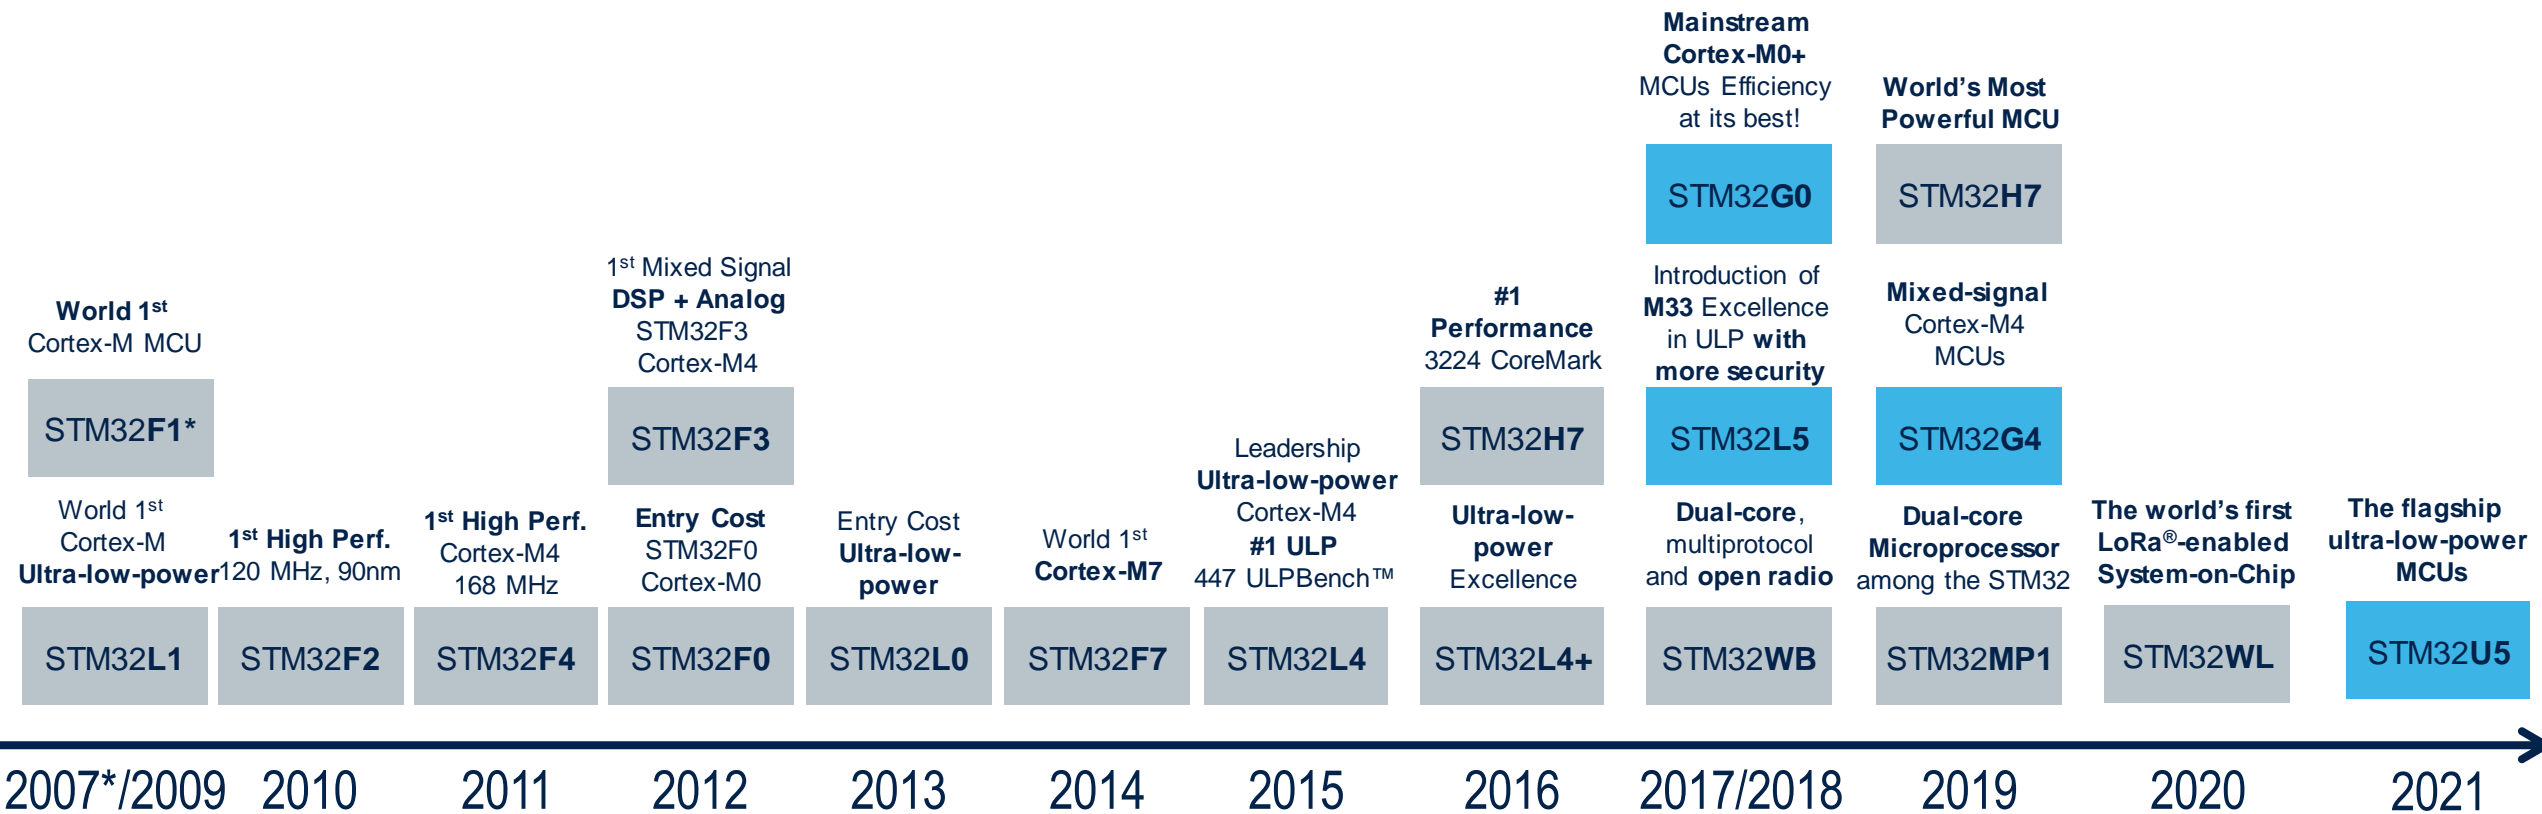 World 1st
Cortex-M MCU
STM32F1*
World 1st
Cortex-M
Ultra-low-power
STM32L1
2007*/2009
1st High Perf.
120 MHz, 90nm
STM32F2
2010
1st High Perf.
Cortex-M4
168 MHz
STM32F4
2011
1st Mixed Signal
DSP + Analog
STM32F3
Cortex-M4
STM32F3
Entry Cost
STM32F0
Cortex-M0
STM32F0
2012
Entry Cost
Ultra-low-
power
STM32L0
2013
World 1st
Cortex-M7
STM32F7
2014
Leadership
Ultra-low-power
Cortex-M4
#1 ULP
447 ULPBench™
STM32L4
2015
#1
Performance
3224 CoreMark
STM32H7
Ultra-low-
power
Excellence
STM32L4+
2016
Mainstream
Cortex-M0+
MCUs Efficiency
at its best!
STM32G0
Introduction of
M33 Excellence
in ULP with
more security
STM32L5
Dual-core,
multiprotocol
and open radio
STM32WB
2017/2018
World's Most
Powerful MCU
STM32H7
Mixed-signal
Cortex-M4
MCUs
STM32G4
Dual-core
Microprocessor
among the STM32
STM32MP1
2019
The world's first
LoRa®-enabled
System-on-Chip
STM32WL
2020
The flagship
ultra-low-power
MCUs
STM32U5
2021